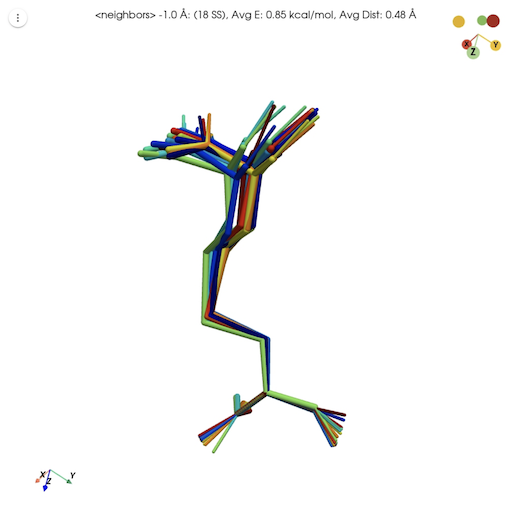 <neighbors> -1.0 Å: (18 SS), Avg E: 0.85 kcal/mol, Avg Dist: 0.48 Å
X Y
Z
X Y
Z